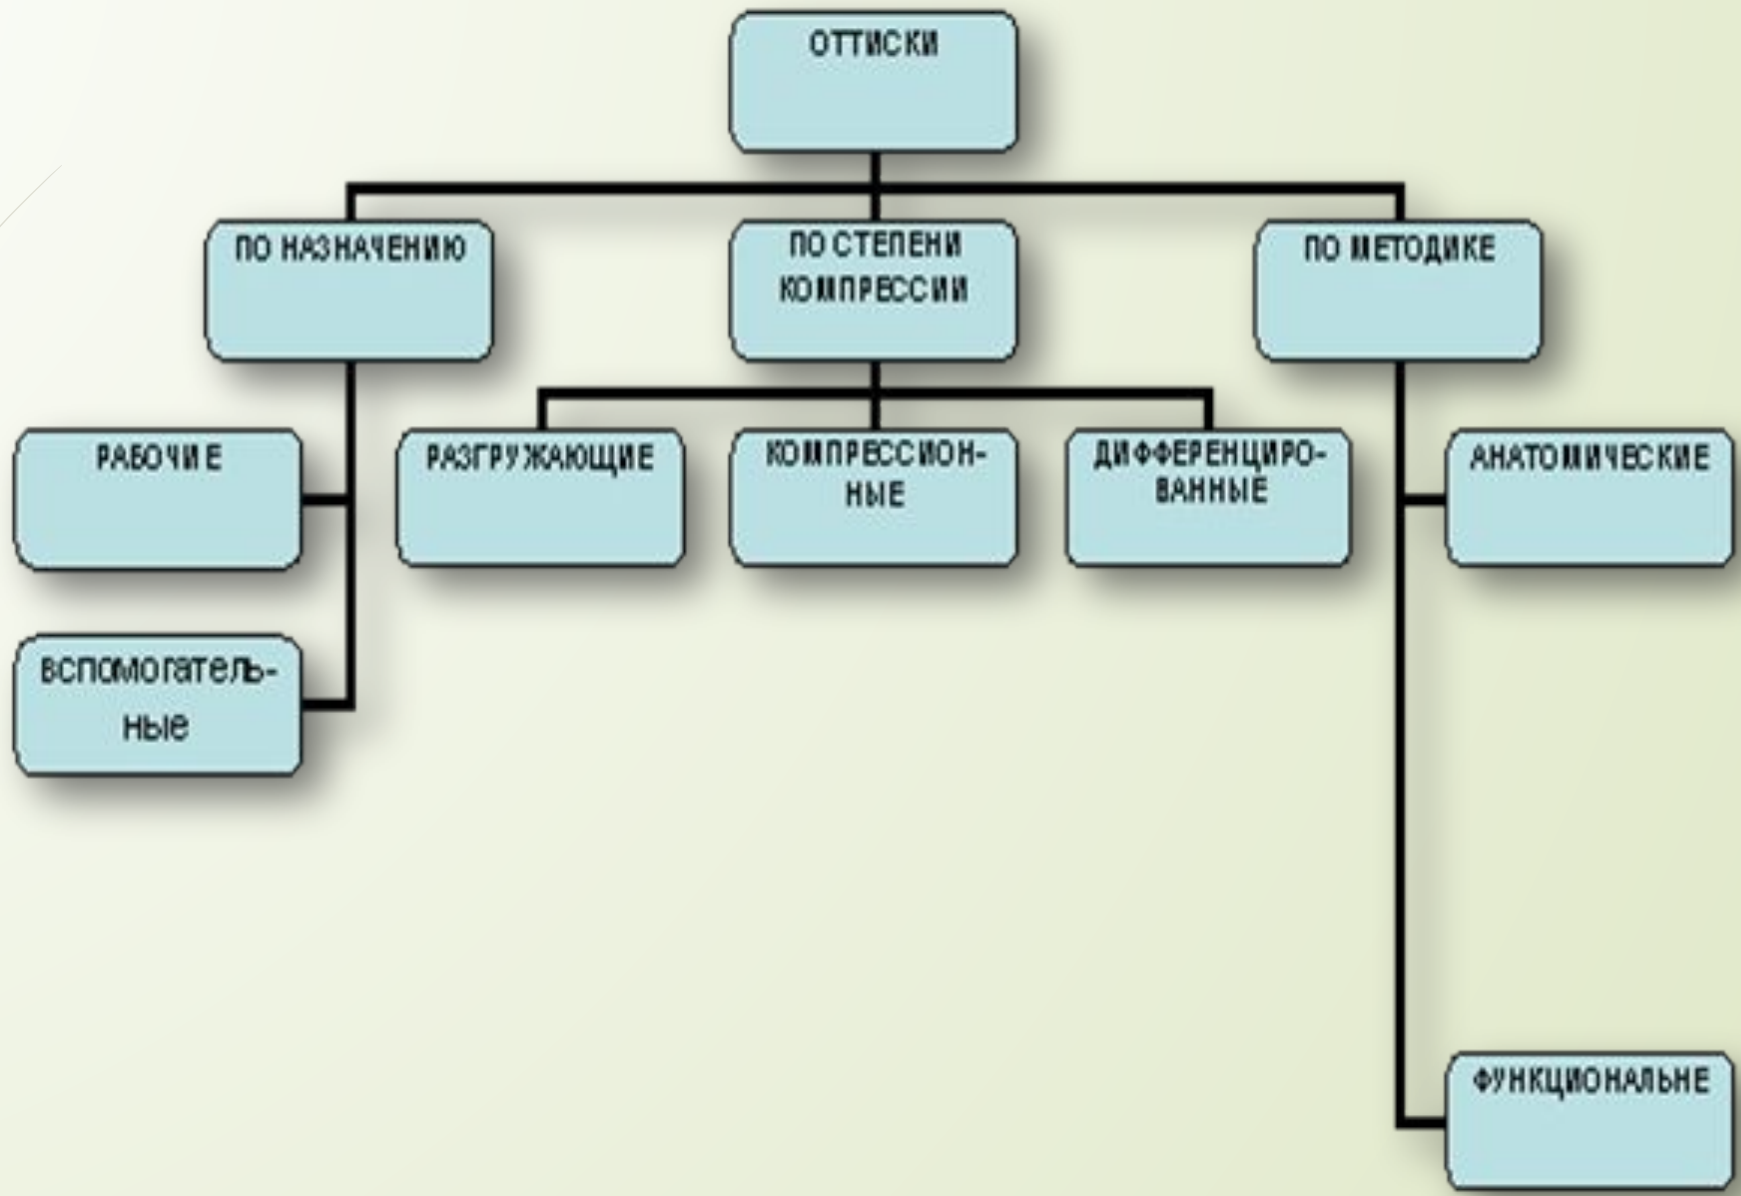 ОТТИСКИ
ПО НАЗНАЧЕНИЮ
ПО СТЕПЕНИ
КОМПРЕССИИ
ПО МЕТОДИКЕ
РАБОЧИЕ
РАЗГРУЖАЮЩИЕ
КОМПРЕССИОН-
НЫЕ
ДИФФЕРЕНЦИРО-
ВАННЫЕ
АНАТОМИЧЕСКИЕ
вспомогатель-
ные
ФУНКЦИОНАЛЬНЕ